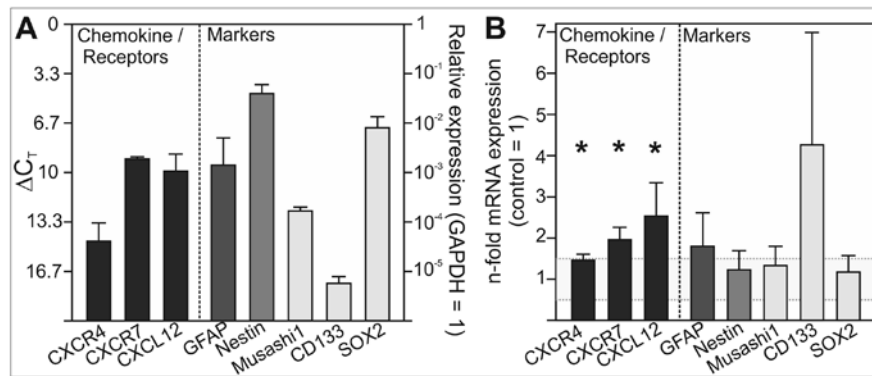 A
Chemokine /
Receptors
Markers
ΔC_T
0
3.3
6.7
10
13.3
16.7
1
10⁻¹
10⁻²
10⁻³
10⁻⁴
10⁻⁵
Relative expression (GAPDH = 1)
CXCR4
CXCR7
CXCL12
GFAP
Nestin
Musashi1
CD133
SOX2
B
Chemokine /
Receptors
Markers
n-fold mRNA expression
(control = 1)
7
6
5
4
3
2
1
* * *
CXCR4
CXCR7
CXCL12
GFAP
Nestin
Musashi1
CD133
SOX2